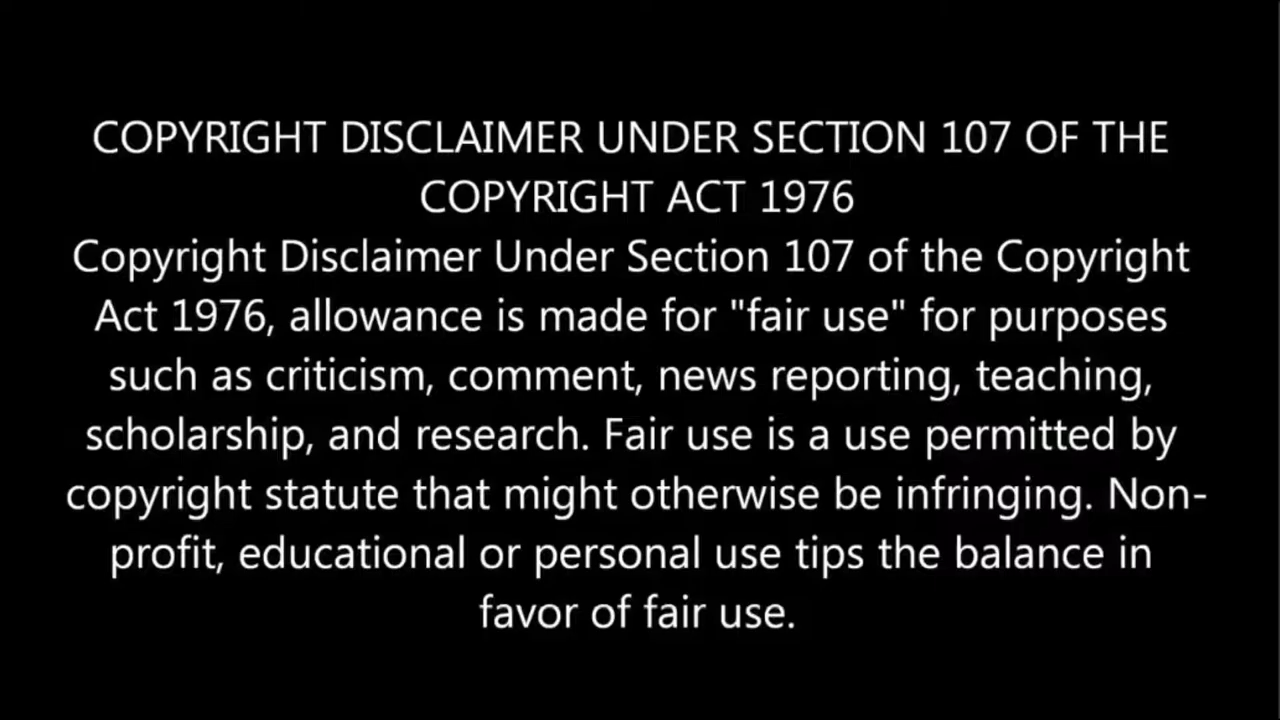 COPYRIGHT DISCLAIMER UNDER SECTION 107 OF THE
COPYRIGHT ACT 1976
Copyright Disclaimer Under Section 107 of the Copyright
Act 1976, allowance is made for "fair use" for purposes
such as criticism, comment, news reporting, teaching,
scholarship, and research. Fair use is a use permitted by
copyright statute that might otherwise be infringing. Non-
profit, educational or personal use tips the balance in
favor of fair use.